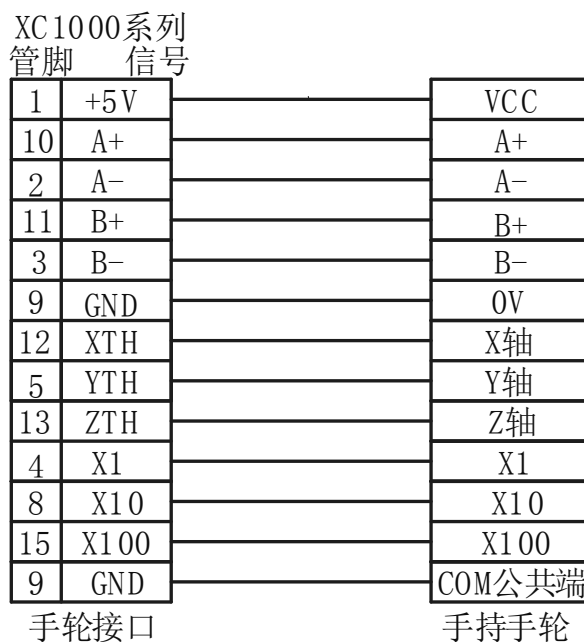 XC1000系列
管脚 信号
1 +5V VCC
10 A+ A+
2 A- A-
11 B+ B+
3 B- B-
9 GND 0V
12 XTH X轴
5 YTH Y轴
13 ZTH Z轴
4 X1 X1
8 X10 X10
15 X100 X100
9 GND COM公共端
手轮接口 手持手轮